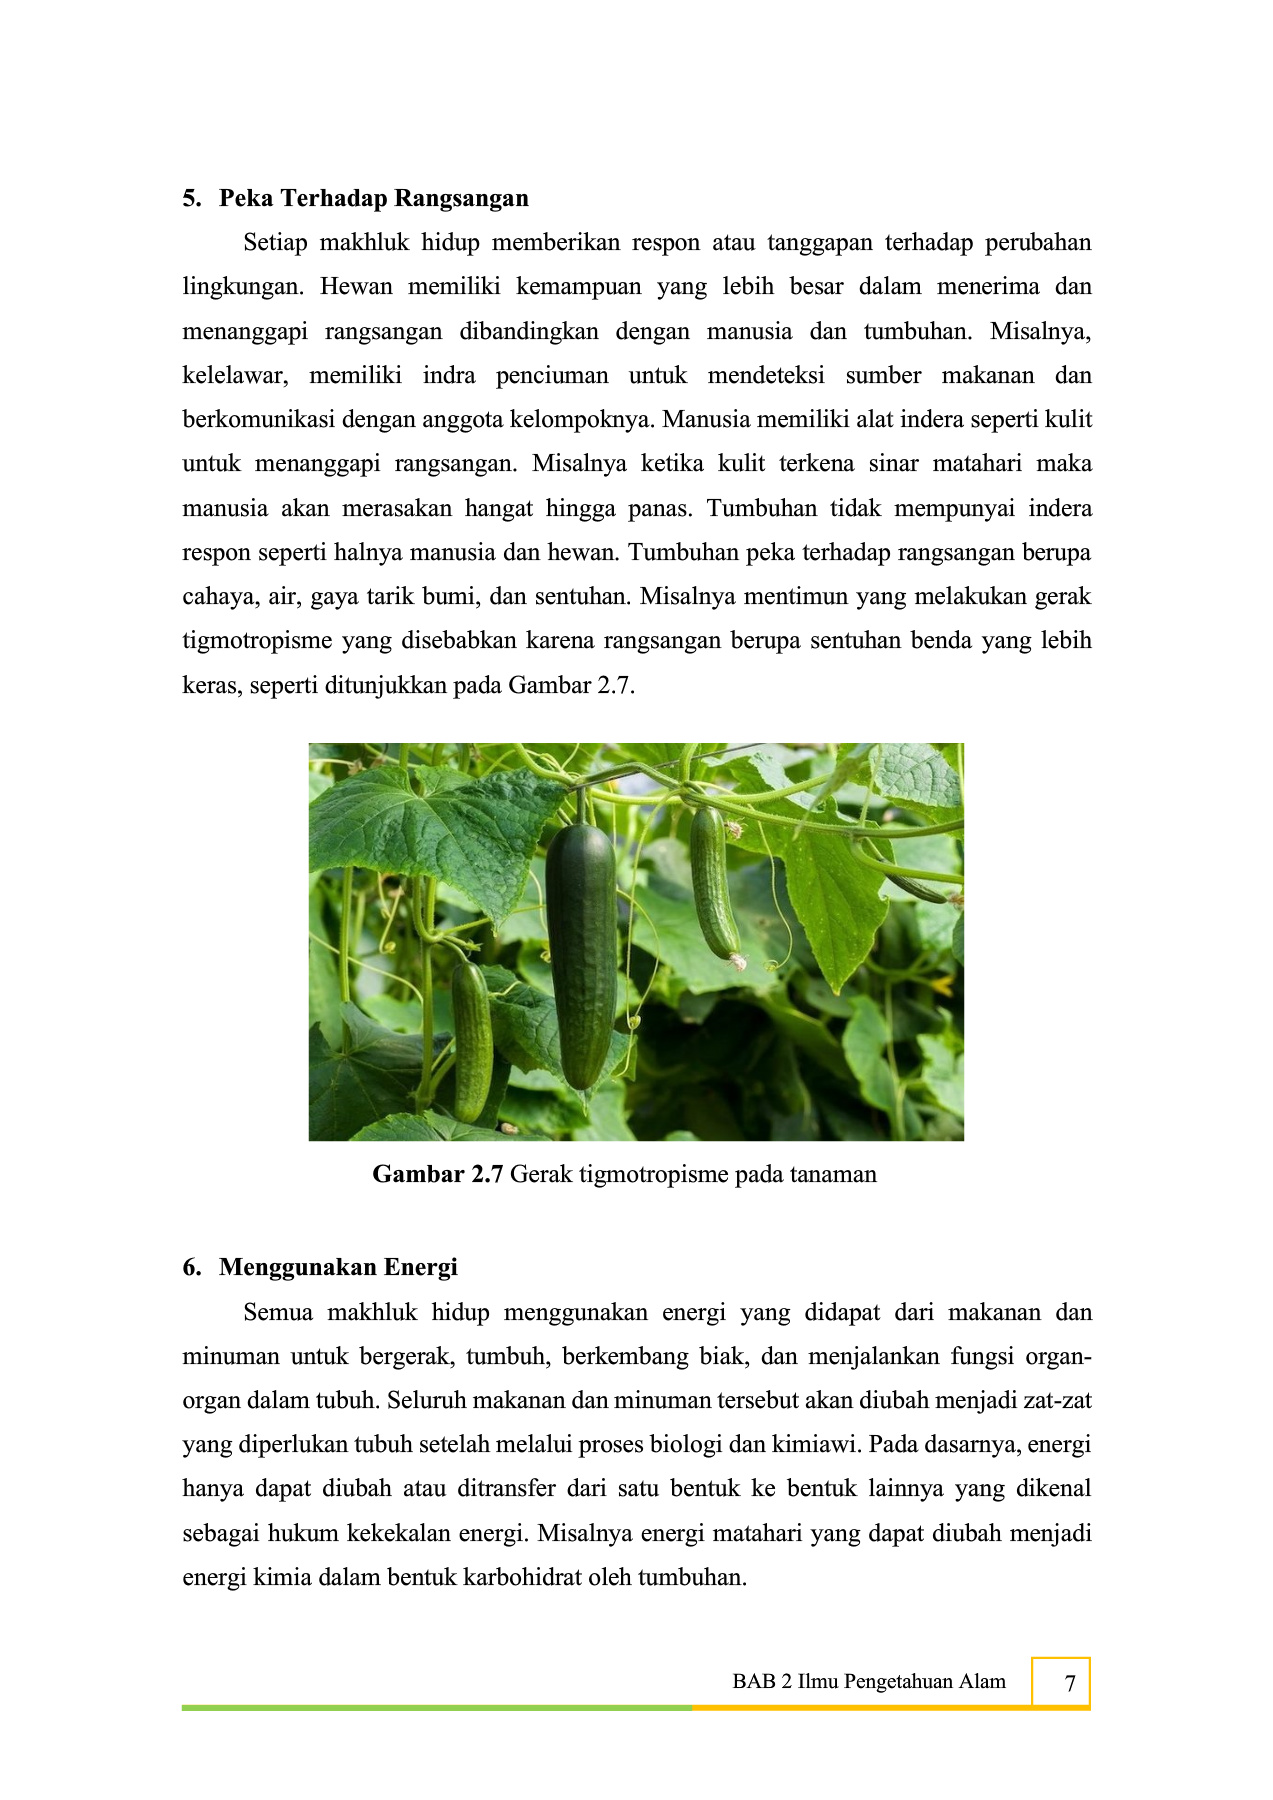 5. Peka Terhadap Rangsangan
Setiap makhluk hidup memberikan respon atau tanggapan terhadap perubahan
lingkungan. Hewan memiliki kemampuan yang lebih besar dalam menerima dan
menanggapi rangsangan dibandingkan dengan manusia dan tumbuhan. Misalnya,
kelelawar, memiliki indra penciuman untuk mendeteksi sumber makanan dan
berkomunikasi dengan anggota kelompoknya. Manusia memiliki alat indera seperti kulit
untuk menanggapi rangsangan. Misalnya ketika kulit terkena sinar matahari maka
manusia akan merasakan hangat hingga panas. Tumbuhan tidak mempunyai indera
respon seperti halnya manusia dan hewan. Tumbuhan peka terhadap rangsangan berupa
cahaya, air, gaya tarik bumi, dan sentuhan. Misalnya mentimun yang melakukan gerak
tigmotropisme yang disebabkan karena rangsangan berupa sentuhan benda yang lebih
keras, seperti ditunjukkan pada Gambar 2.7.
Gambar 2.7 Gerak tigmotropisme pada tanaman
6. Menggunakan Energi
Semua makhluk hidup menggunakan energi yang didapat dari makanan dan
minuman untuk bergerak, tumbuh, berkembang biak, dan menjalankan fungsi organ-
organ dalam tubuh. Seluruh makanan dan minuman tersebut akan diubah menjadi zat-zat
yang diperlukan tubuh setelah melalui proses biologi dan kimiawi. Pada dasarnya, energi
hanya dapat diubah atau ditransfer dari satu bentuk ke bentuk lainnya yang dikenal
sebagai hukum kekekalan energi. Misalnya energi matahari yang dapat diubah menjadi
energi kimia dalam bentuk karbohidrat oleh tumbuhan.
BAB 2 Ilmu Pengetahuan Alam 7